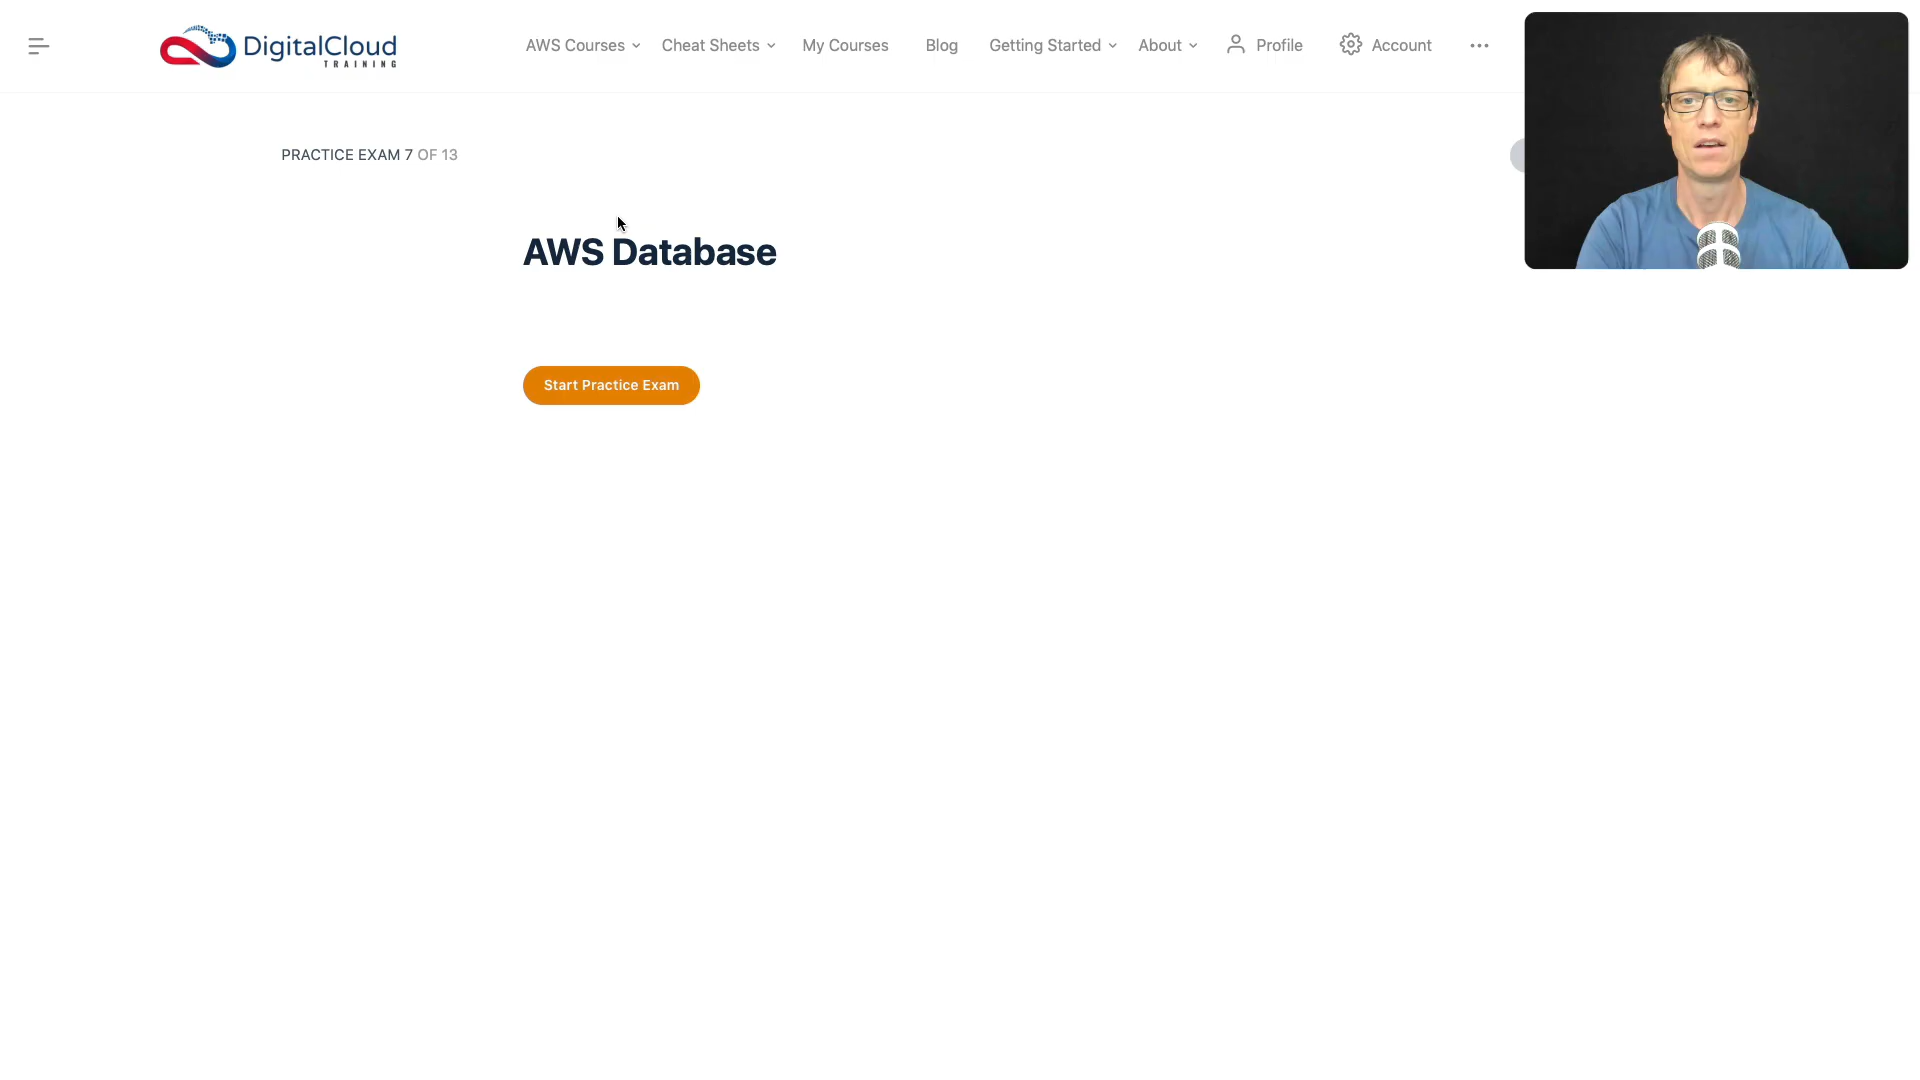 DigitalCloud
TRAINING
AWS Courses
Cheat Sheets
My Courses
Blog
Getting Started
About
Profile
Account
PRACTICE EXAM 7 OF 13
AWS Database
Start Practice Exam